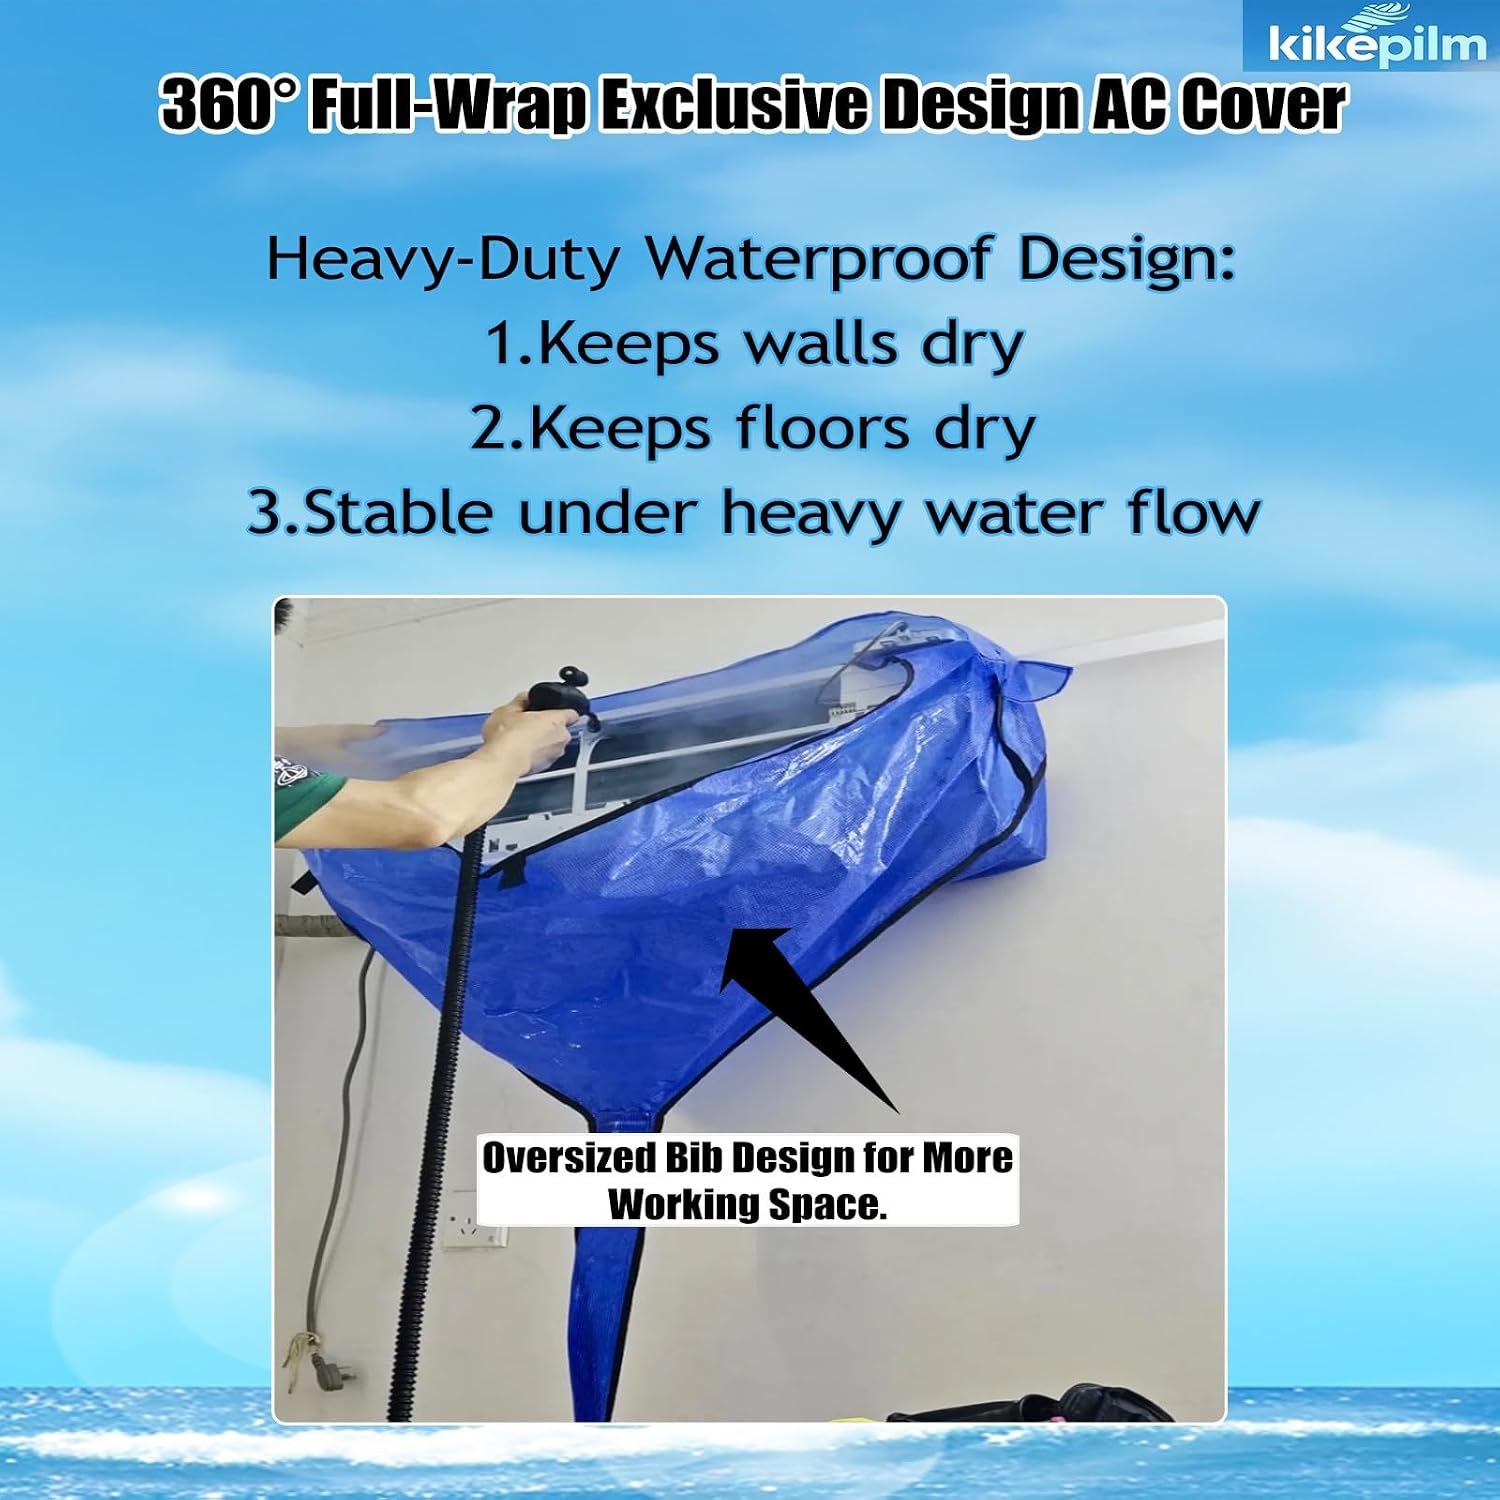 kikepilm
360° Full-Wrap Exclusive Design AC Cover
Heavy-Duty Waterproof Design:
1.Keeps walls dry
2.Keeps floors dry
3.Stable under heavy water flow
Oversized Bib Design for More
Working Space.